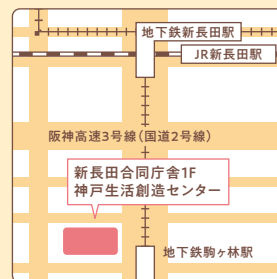 地下鉄新長田駅
JR新長田駅
阪神高速3号線(国道2号線)
新長田合同庁舎1F
神戸生活創造センター
地下鉄駒ヶ林駅